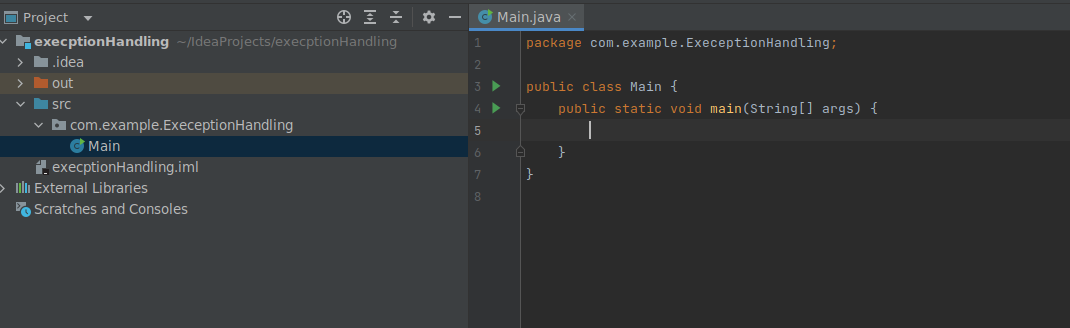 Project
execptionHandling ~/IdeaProjects/execptionHandling
.idea
out
src
com.example.ExeceptionHandling
Main
execptionHandling.iml
External Libraries
Scratches and Consoles
Main.java
1 package com.example.ExeceptionHandling;
2
3 public class Main {
4 public static void main(String[] args) {
5
6 }
7 }
8